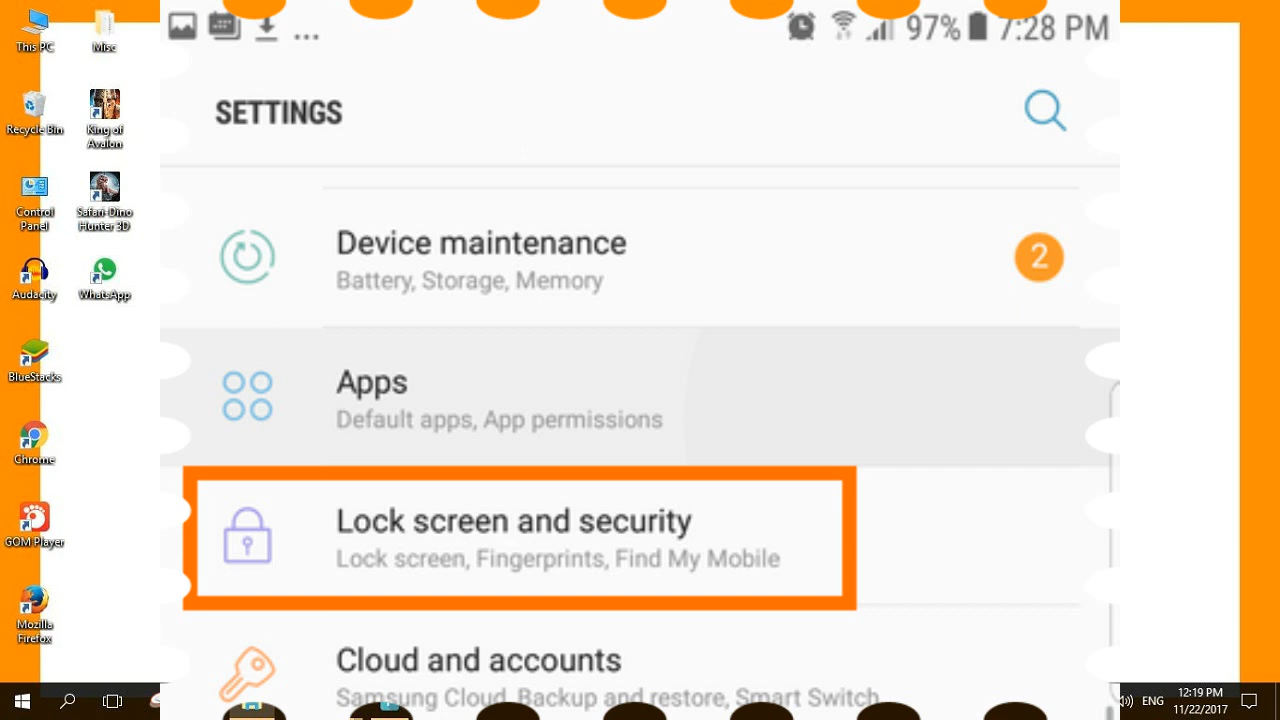 This PC
Misc
Recycle Bin
King of
Avalon
Control
Panel
Safari-Dino
Hunter 3D
Audacity
WhatsApp
BlueStacks
Chrome
GOM Player
Mozilla
Firefox
... 97% 7:28 PM
SETTINGS
Device maintenance
2
Battery, Storage, Memory
Apps
Default apps, App permissions
Lock screen and security
Lock screen, Fingerprints, Find My Mobile
Cloud and accounts
Samsung Cloud, Backup and restore, Smart Switch
ENG
12:19 PM
11/22/2017